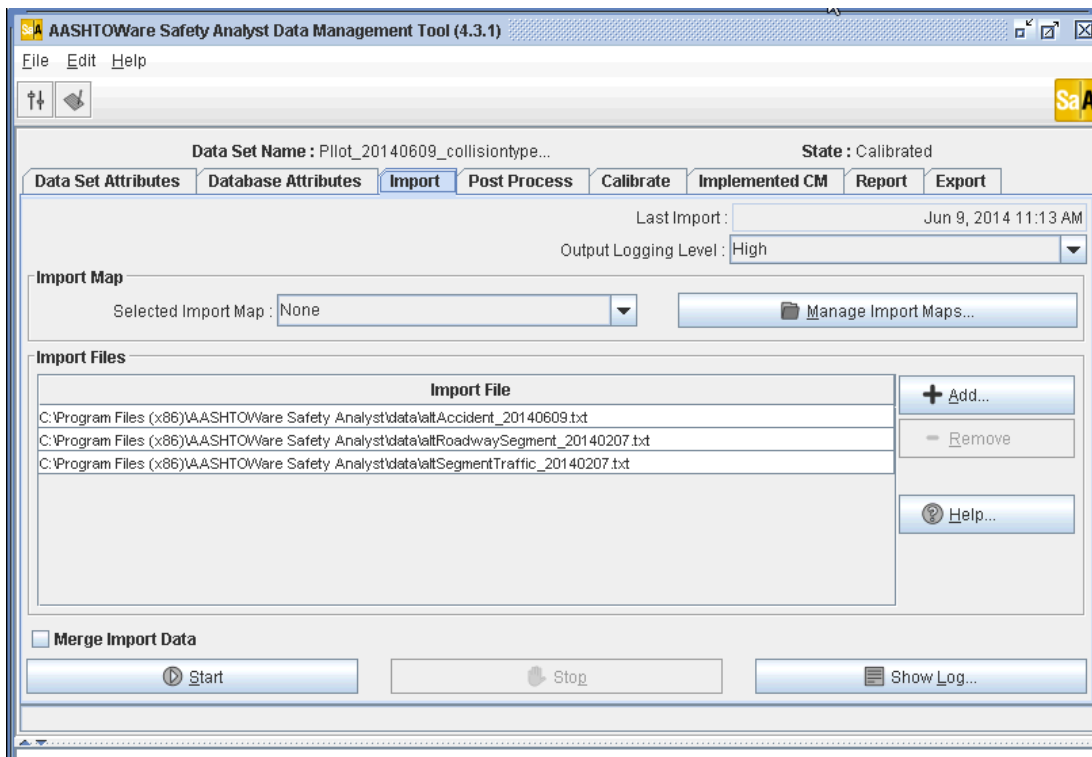 SaA AASHTOWare Safety Analyst Data Management Tool (4.3.1)
File Edit Help
SaA
Data Set Name : PIlot_20140609_collisiontype... State : Calibrated
Data Set Attributes Database Attributes Import Post Process Calibrate Implemented CM Report Export
Last Import : Jun 9, 2014 11:13 AM
Output Logging Level : High
Import Map
Selected Import Map : None Manage Import Maps...
Import Files
Import File
C:\Program Files (x86)\AASHTOWare Safety Analyst\data\altAccident_20140609.txt
C:\Program Files (x86)\AASHTOWare Safety Analyst\data\altRoadwaySegment_20140207.txt
C:\Program Files (x86)\AASHTOWare Safety Analyst\data\altSegmentTraffic_20140207.txt
Add...
Remove
Help...
Merge Import Data
Start Stop Show Log...